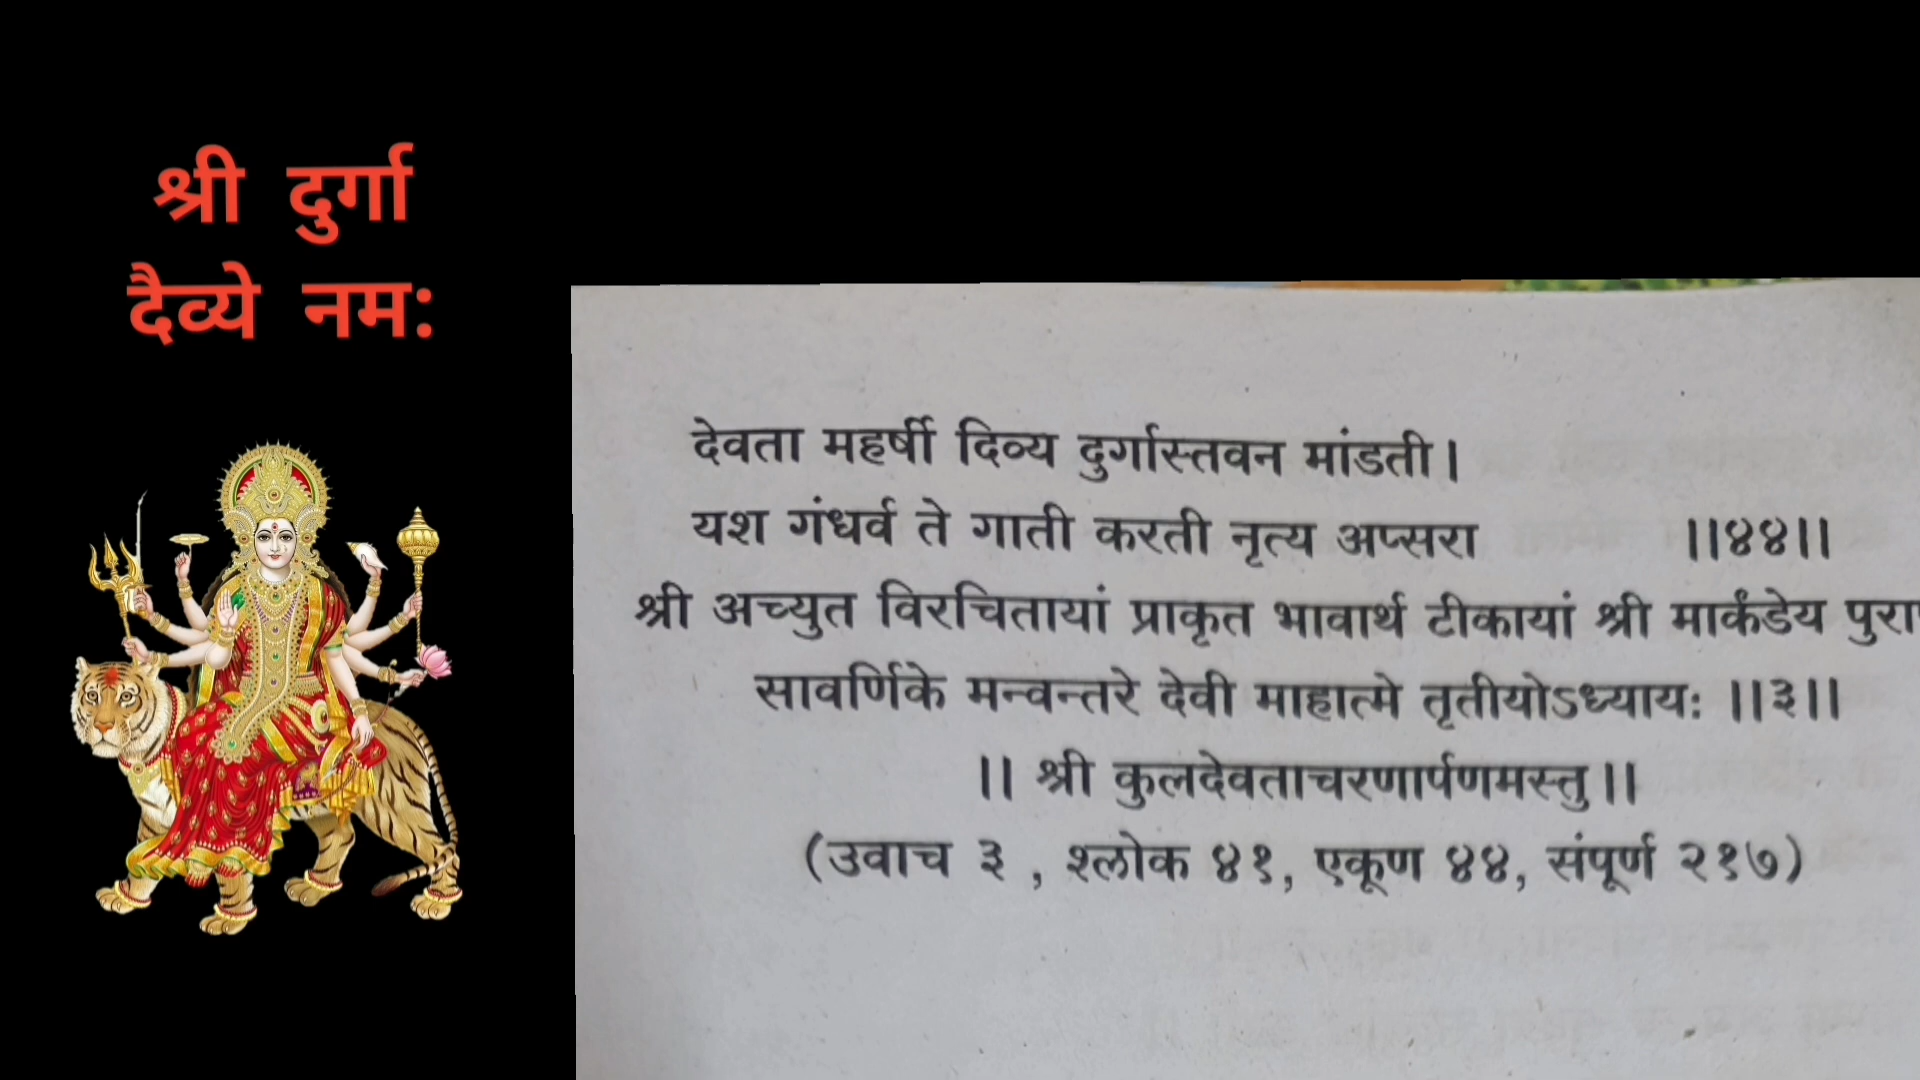 श्री दुर्गा
दैव्ये नम:
देवता महर्षी दिव्य दुर्गास्तवन मांडती।
यश गंधर्व ते गाती करती नृत्य अप्सरा ।।४४।।
श्री अच्युत विरचितायां प्राकृत भावार्थ टीकायां श्री मार्कंडेय
सावर्णिके मन्वन्तरे देवी माहात्मे तृतीयोऽध्यायः ।।३।।
।। श्री कुलदेवताचरणार्पणमस्तु।।
(उवाच ३ , श्लोक ४१, एकूण ४४, संपूर्ण २१७)